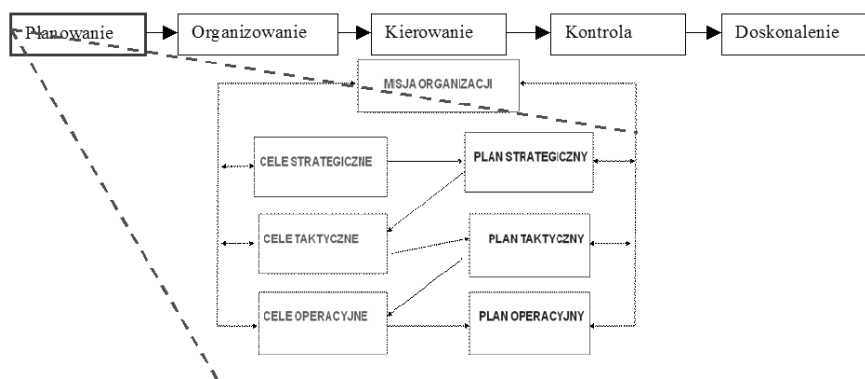 Planowanie
Organizowanie
Kierowanie
Kontrola
Doskonalenie
MISJA ORGANIZACJI
CELE STRATEGICZNE
PLAN STRATEGICZNY
CELE TAKTYCZNE
PLAN TAKTYCZNY
CELE OPERACYJNE
PLAN OPERACYJNY